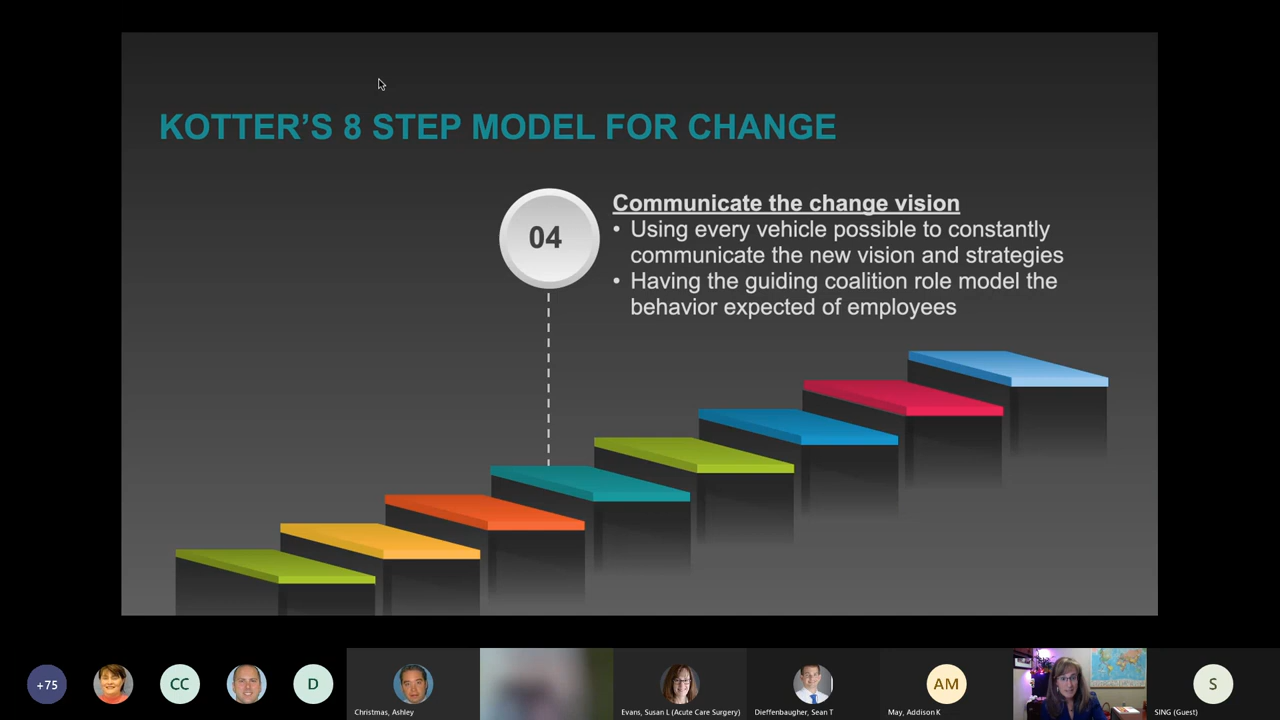 KOTTER’S 8 STEP MODEL FOR CHANGE
04
Communicate the change vision
• Using every vehicle possible to constantly
communicate the new vision and strategies
• Having the guiding coalition role model the
behavior expected of employees
+75
CC
D
Christmas, Ashley
Evans, Susan L (Acute Care Surgery)
Dieffenbaugher, Sean T
AM
May, Addison K
S
SING (Guest)